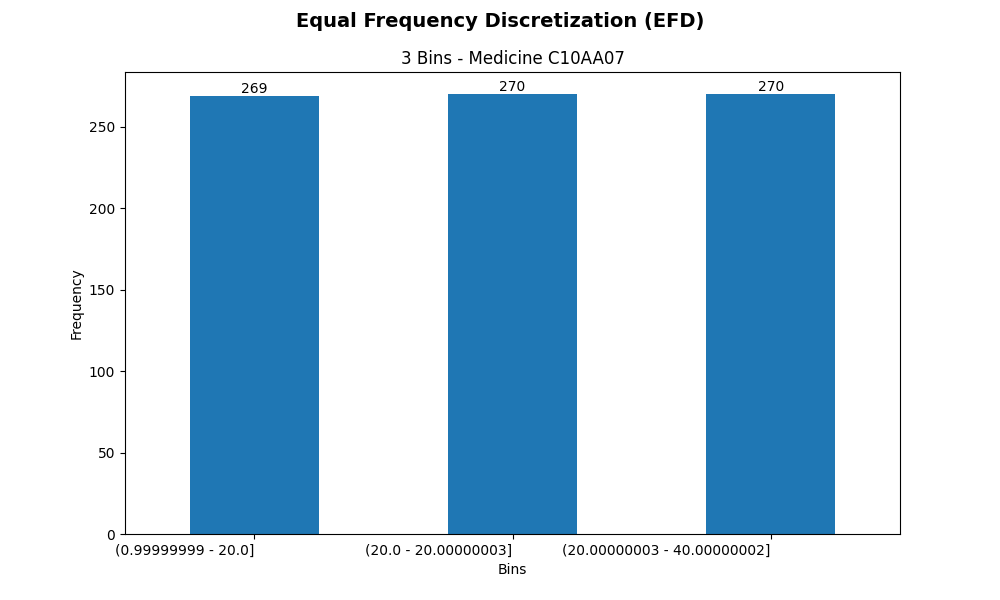 Equal Frequency Discretization (EFD)
3 Bins - Medicine C10AA07
269
270
270
250
200
150
100
50
0
Frequency
(0.99999999 - 20.0]
(20.0 - 20.00000003]
(20.00000003 - 40.00000002]
Bins